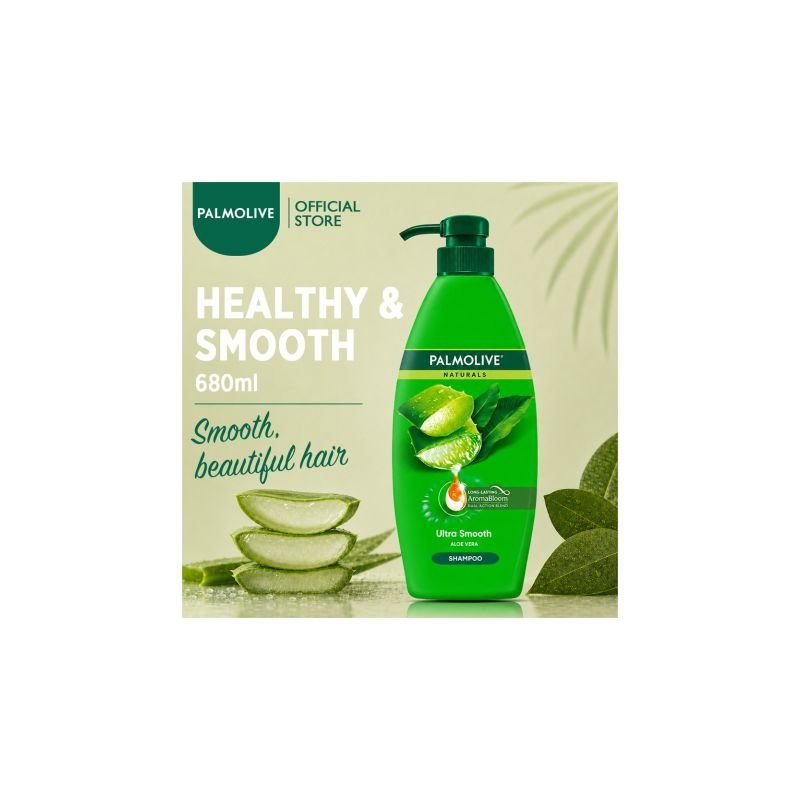 PALMOLIVE
OFFICIAL
STORE
HEALTHY &
SMOOTH
680ml
Smooth,
beautiful hair
PALMOLIVE
NATURALS
LONG-LASTING
AromaBloom
DUAL ACTION BLEND
Ultra Smooth
ALOE VERA
SHAMPOO